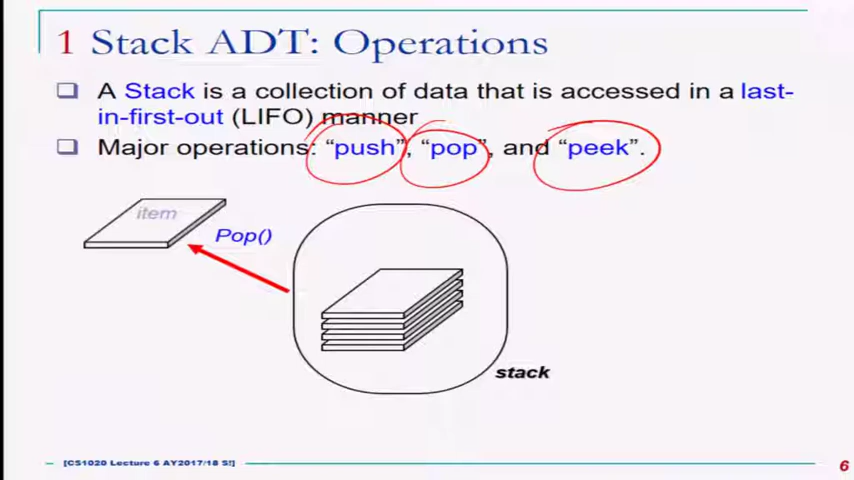 1 Stack ADT: Operations
A Stack is a collection of data that is accessed in a last-
in-first-out (LIFO) manner
Major operations: “push”, “pop”, and “peek”.
item
Pop()
stack
[CS1020 Lecture 6 AY2017/18 S!]
6